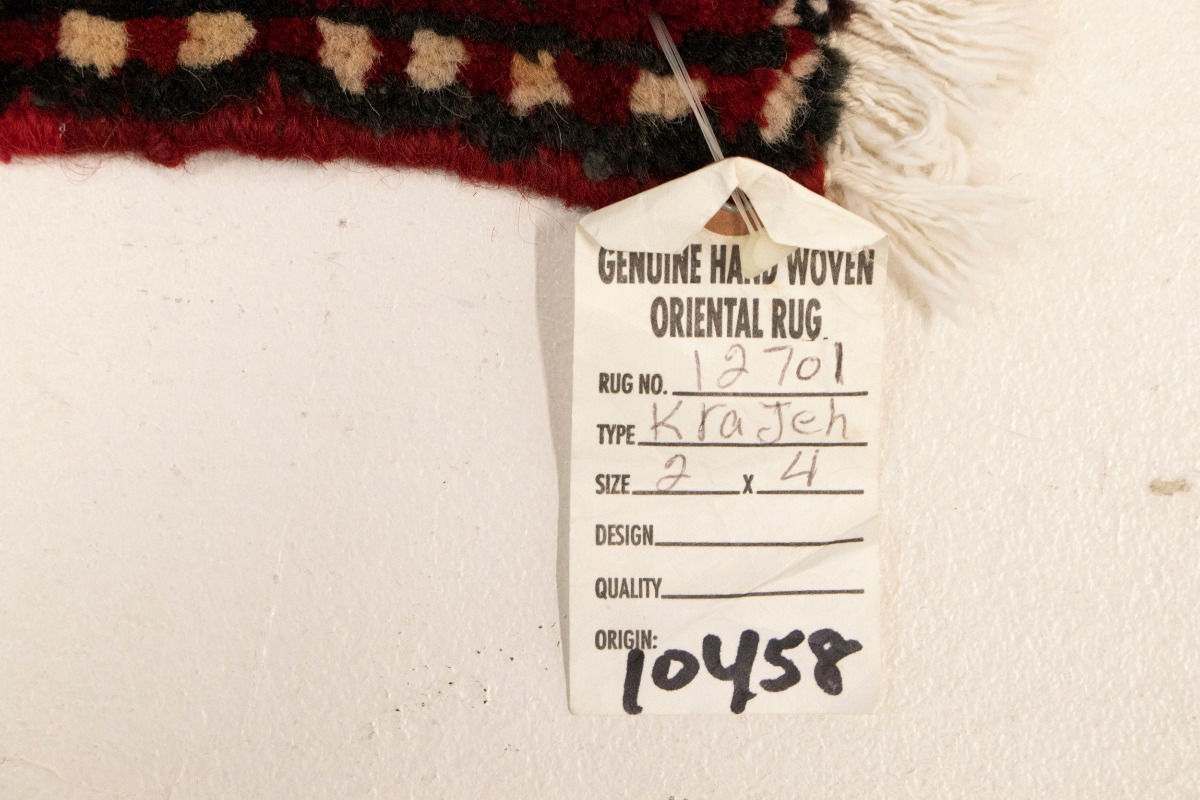 GENUINE HAND WOVEN
ORIENTAL RUG
RUG NO. 12701
TYPE Krajeh
SIZE 2 x 4
DESIGN
QUALITY
ORIGIN:
10458